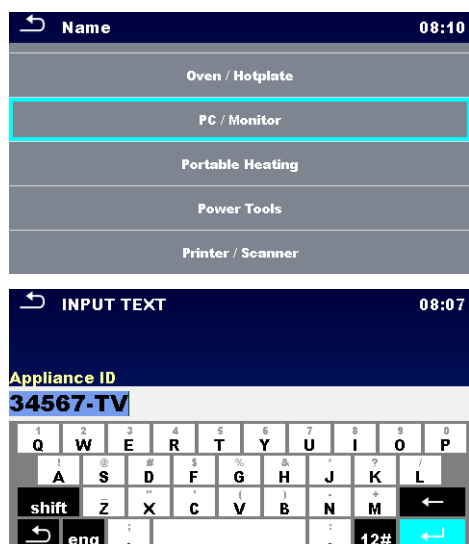 Name 08:10
Oven / Hotplate
PC / Monitor
Portable Heating
Power Tools
Printer / Scanner
INPUT TEXT 08:07
Appliance ID
34567-TV
1 2 3 4 5 6 7 8 9 0
Q W E R T Y U I O P
! @ # $ % & ' ? /
A S D F G H J K L
- " ' ( ) - +
shift Z X C V B N M ←
; :
eng , . 12#